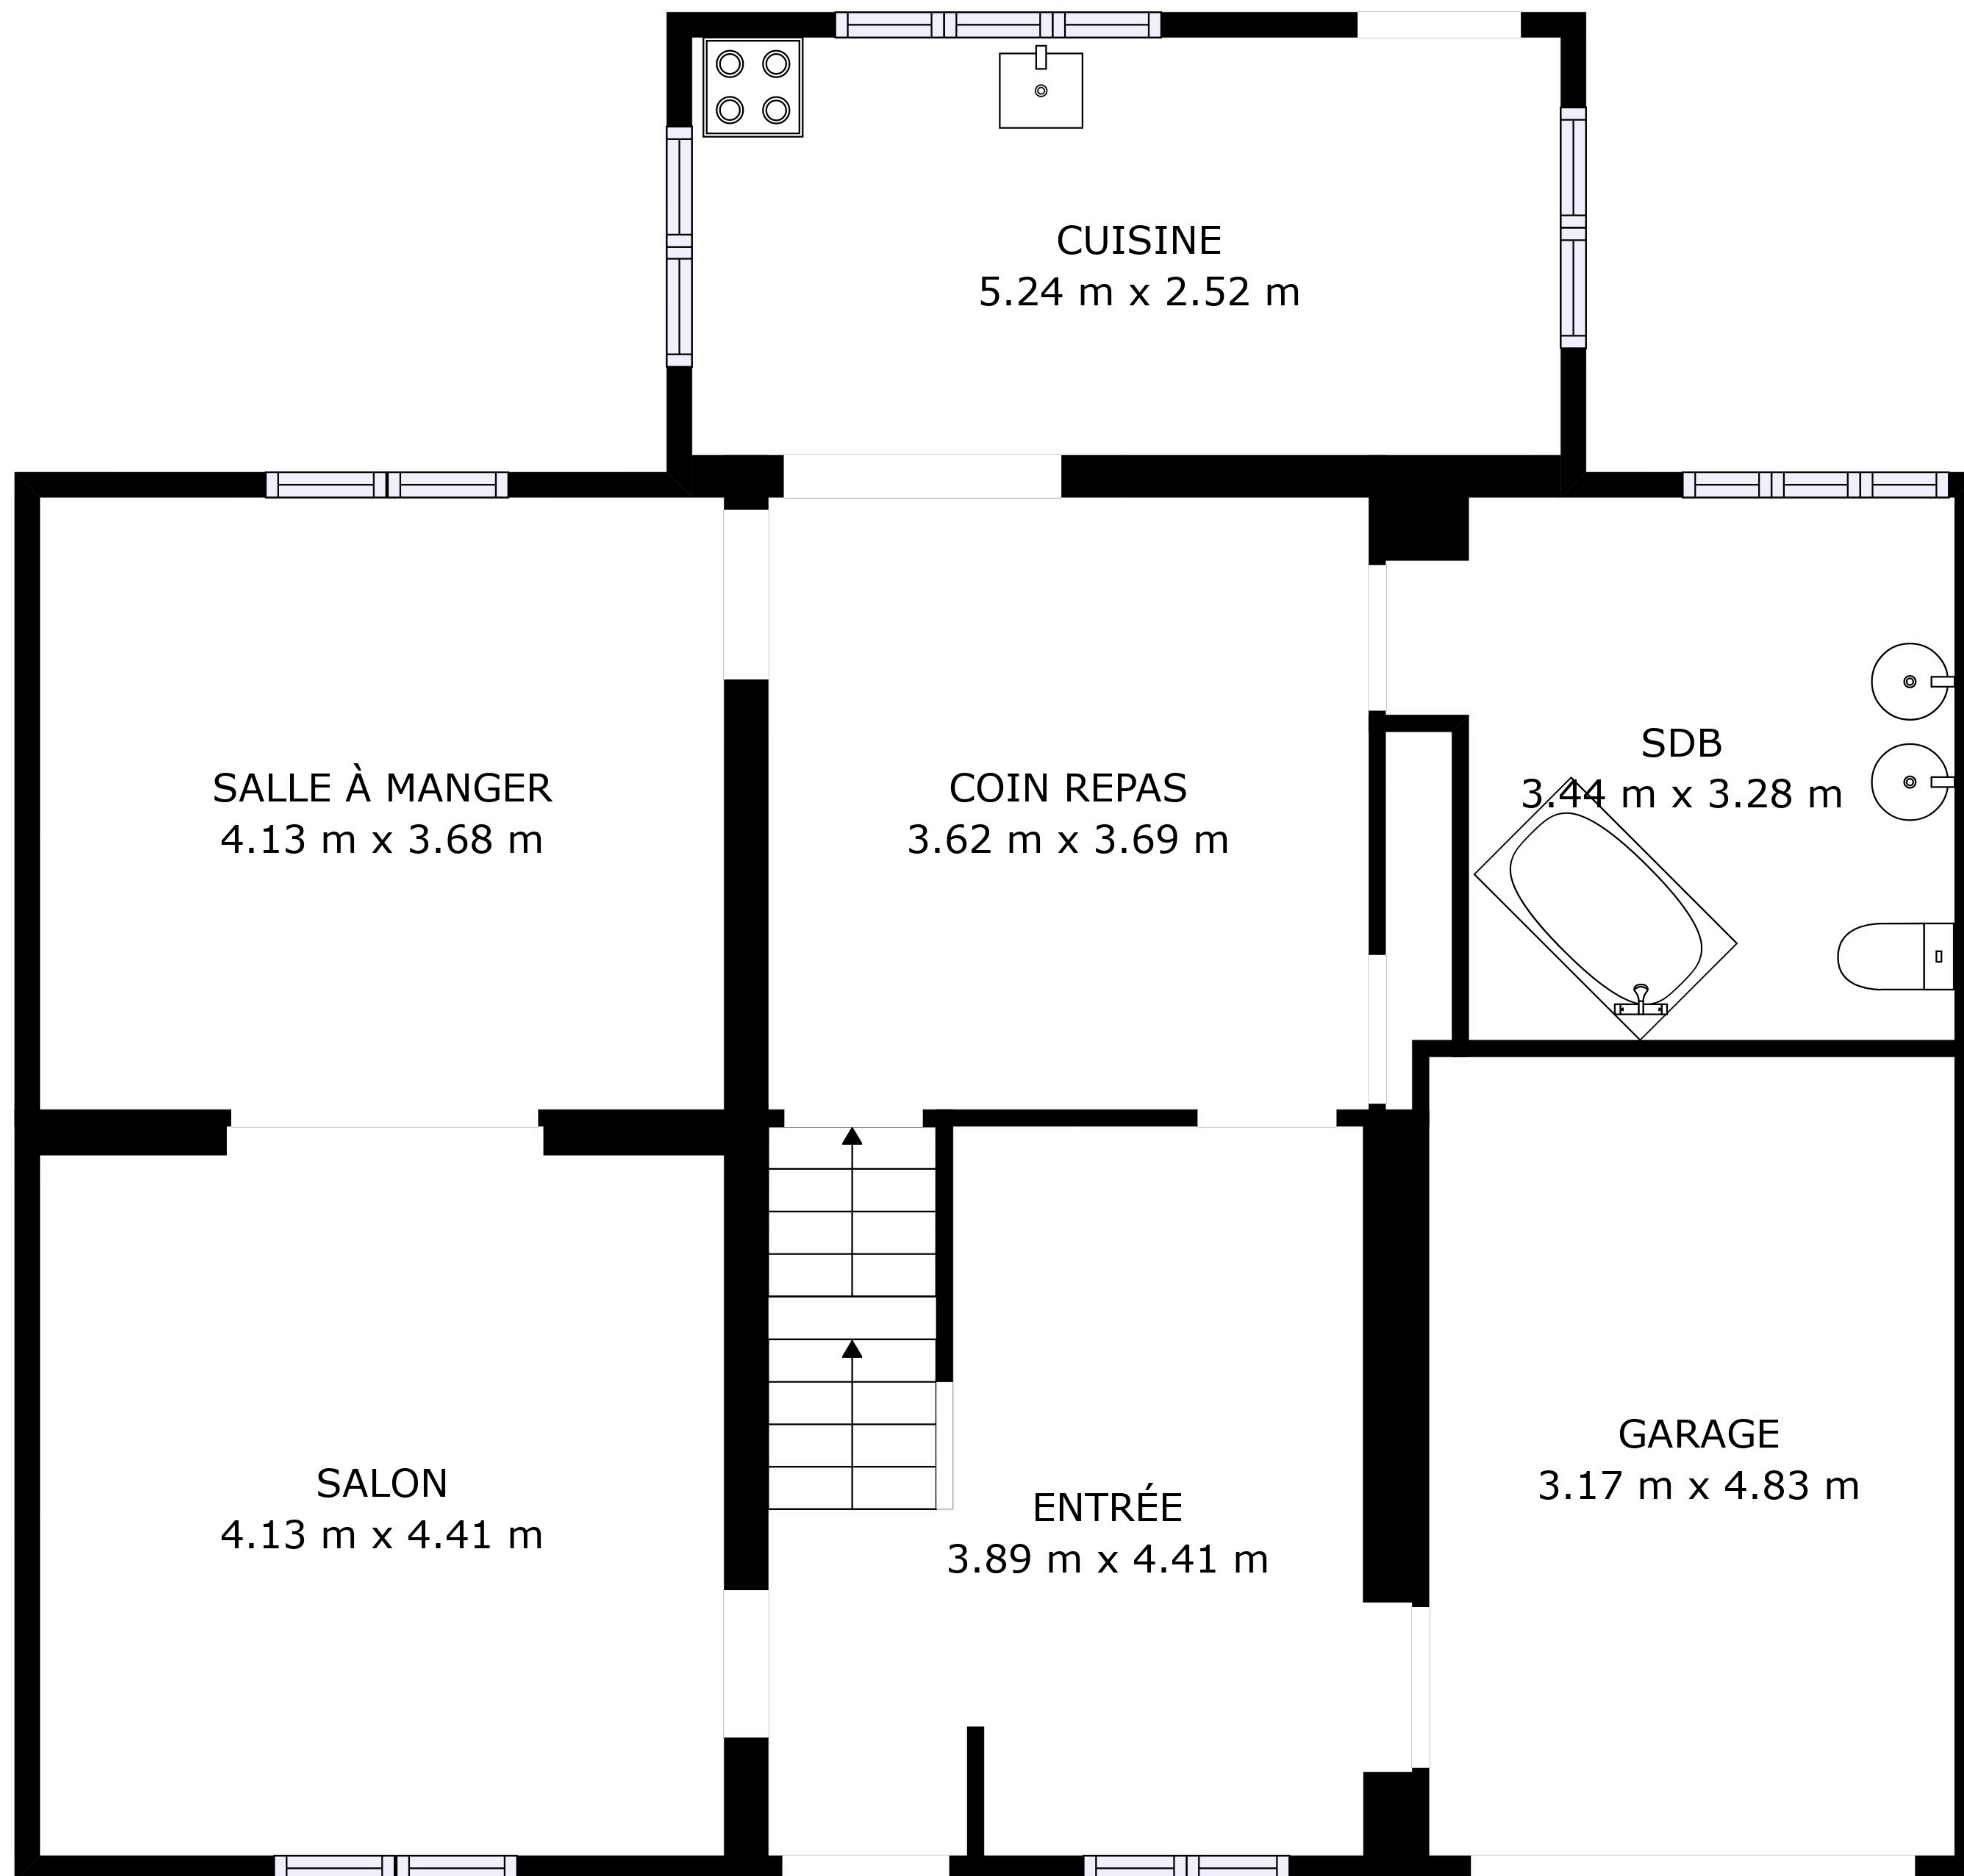 CUISINE
5.24 m x 2.52 m
SALLE À MANGER
4.13 m x 3.68 m
COIN REPAS
3.62 m x 3.69 m
SDB
3.44 m x 3.28 m
SALON
4.13 m x 4.41 m
ENTRÉE
3.89 m x 4.41 m
GARAGE
3.17 m x 4.83 m